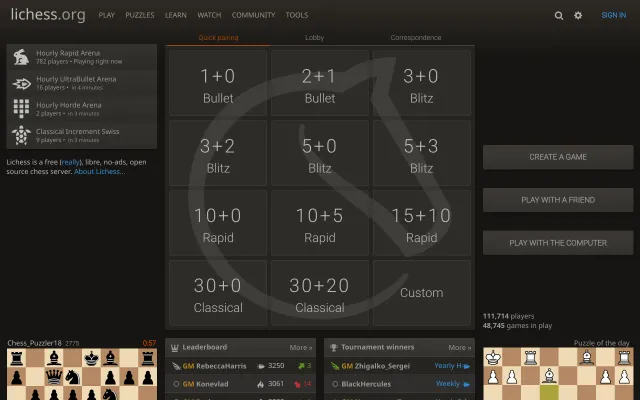 lichess.org
PLAY PUZZLES LEARN WATCH COMMUNITY TOOLS
SIGN IN
Hourly Rapid Arena
782 players • Playing right now
Hourly UltraBullet Arena
16 players • in 4 minutes
Hourly Horde Arena
2 players • in 3 minutes
Classical Increment Swiss
9 players • in 3 minutes
Lichess is a free (really), libre, no-ads, open
source chess server. About Lichess...
Quick pairing Lobby Correspondence
1+0
Bullet
2+1
Bullet
3+0
Blitz
3+2
Blitz
5+0
Blitz
5+3
Blitz
10+0
Rapid
10+5
Rapid
15+10
Rapid
30+0
Classical
30+20
Classical
Custom
CREATE A GAME
PLAY WITH A FRIEND
PLAY WITH THE COMPUTER
111,714 players
48,745 games in play
Chess_Puzzler18 2775 0:57
Leaderboard More »
GM RebeccaHarris 3250 3
GM Konevlad 3061 14
Tournament winners More »
GM Zhigalko_Sergei Yearly H
BlackHercules Weekly
Puzzle of the day